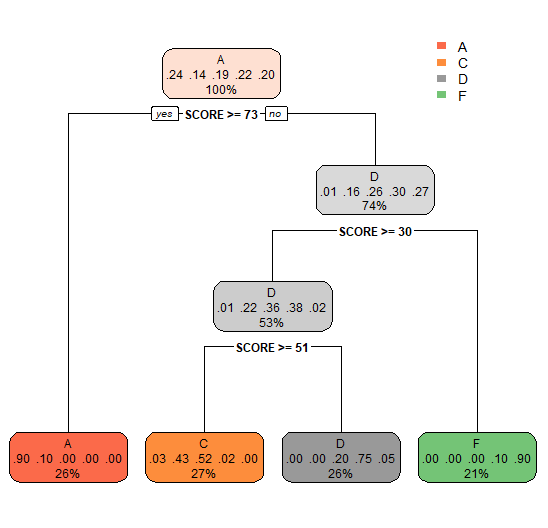 A
.24 .14 .19 .22 .20
100%
A
C
D
F
yes SCORE >= 73 no
D
.01 .16 .26 .30 .27
74%
SCORE >= 30
D
.01 .22 .36 .38 .02
53%
SCORE >= 51
A
.90 .10 .00 .00 .00
26%
C
.03 .43 .52 .02 .00
27%
D
.00 .00 .20 .75 .05
26%
F
.00 .00 .00 .10 .90
21%